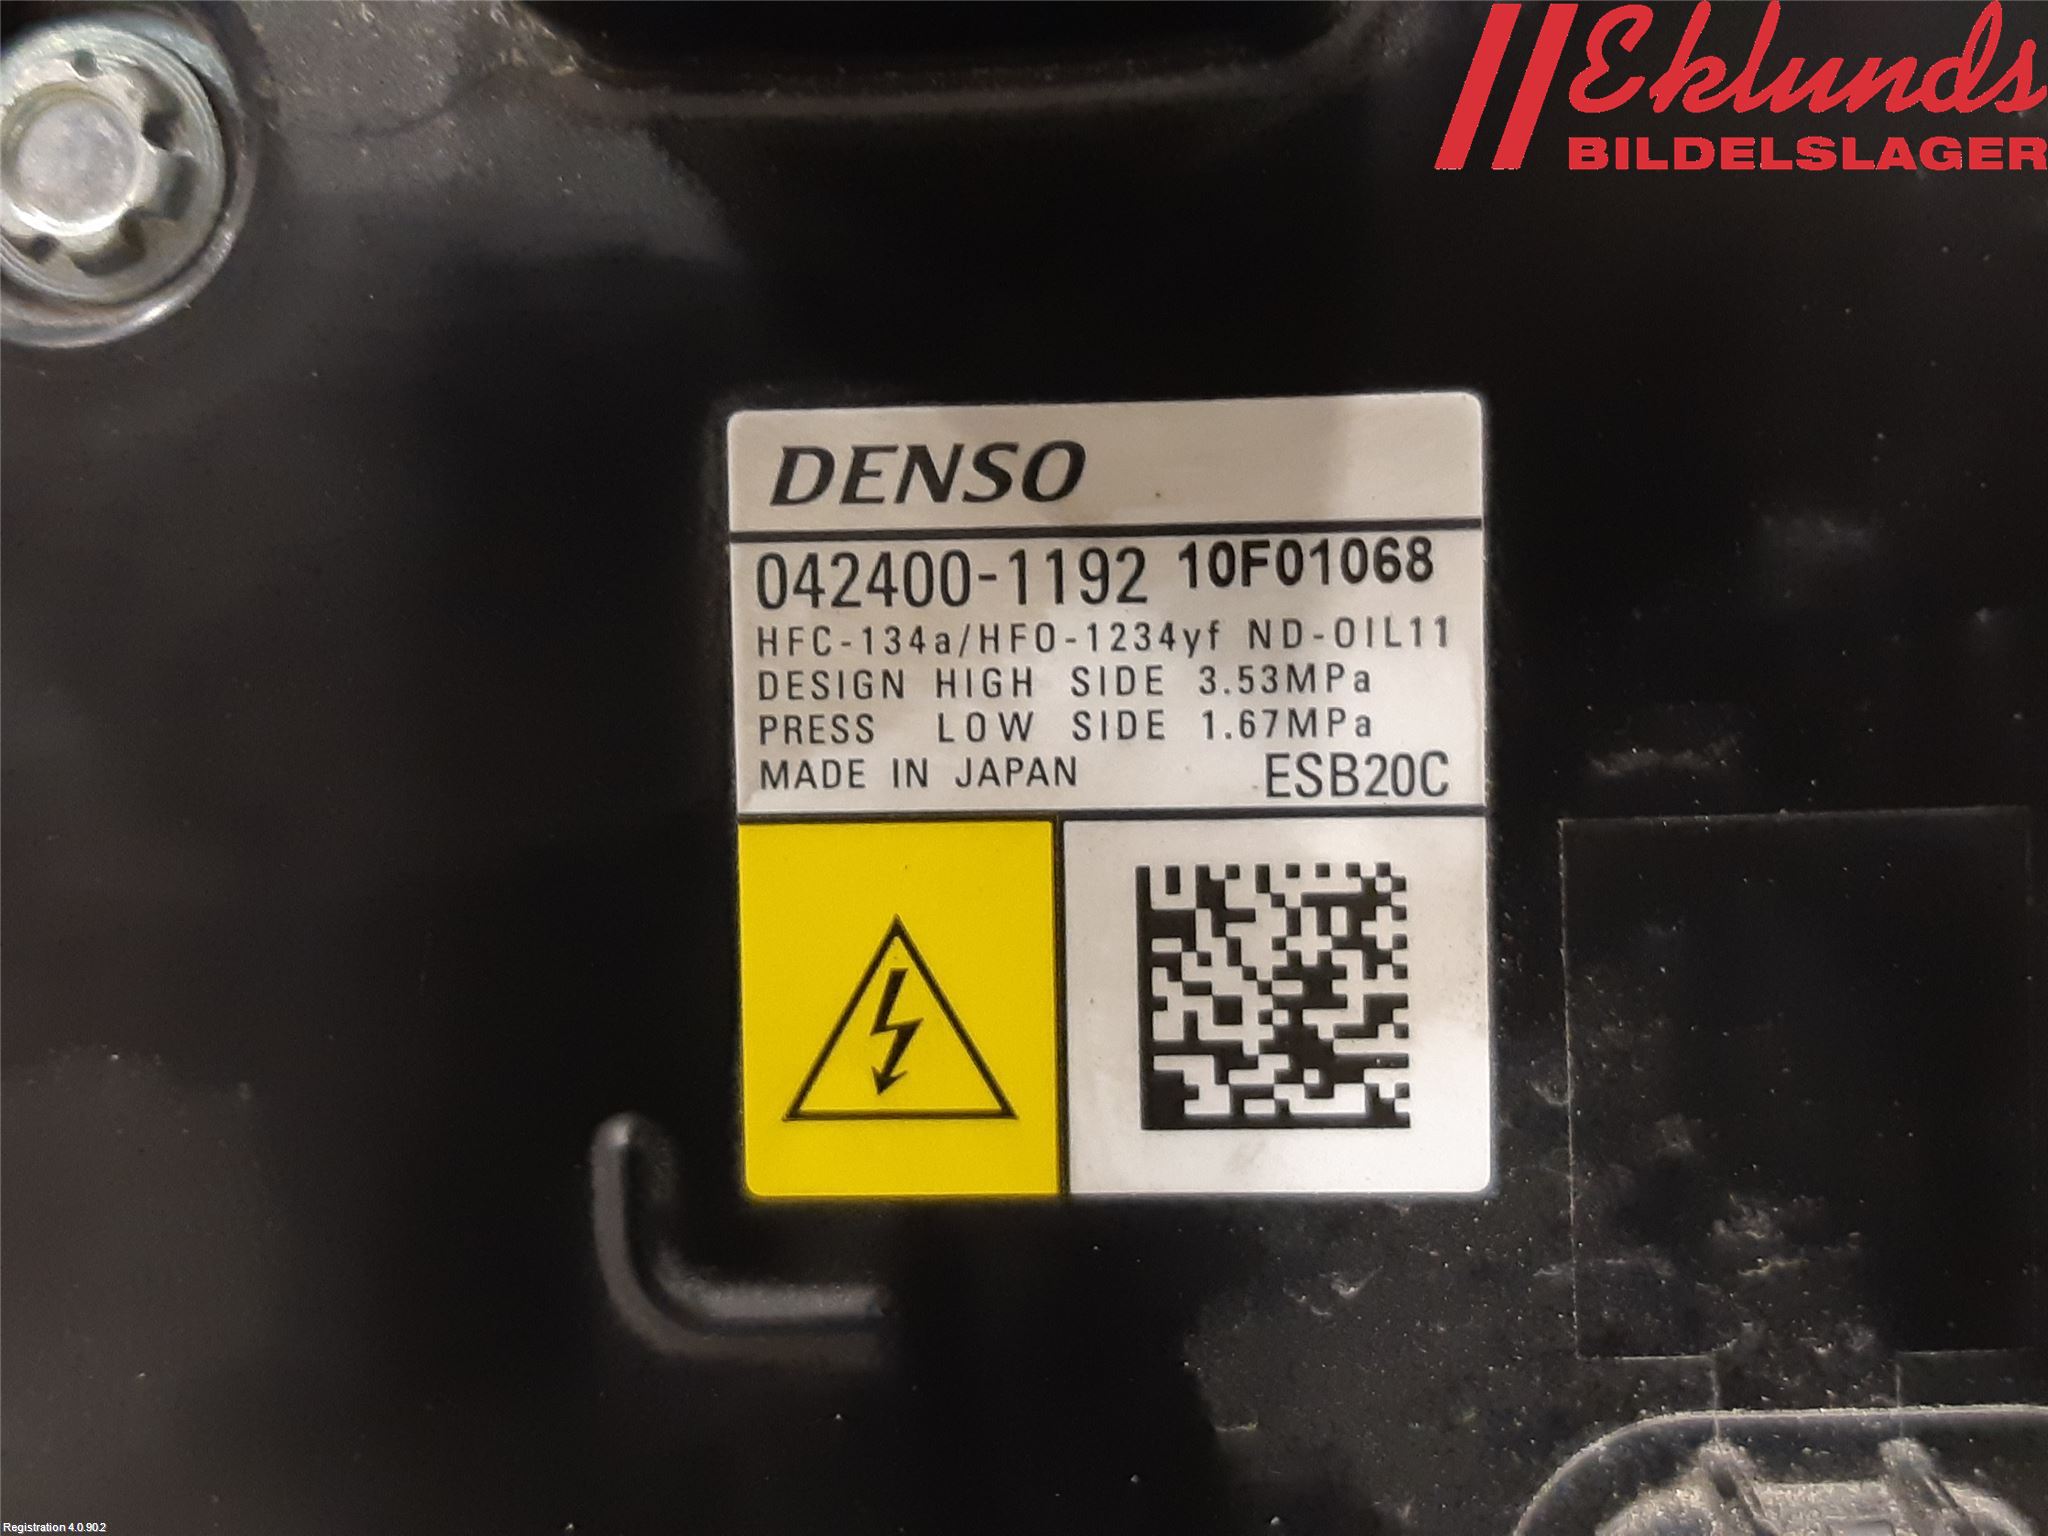 Eklunds
BILDELSLAGER
DENSO
042400-1192 10F01068
HFC-134a/HFO-1234yf ND-OIL11
DESIGN HIGH SIDE 3.53MPa
PRESS LOW SIDE 1.67MPa
MADE IN JAPAN ESB20C
Registration 4.0.90.2